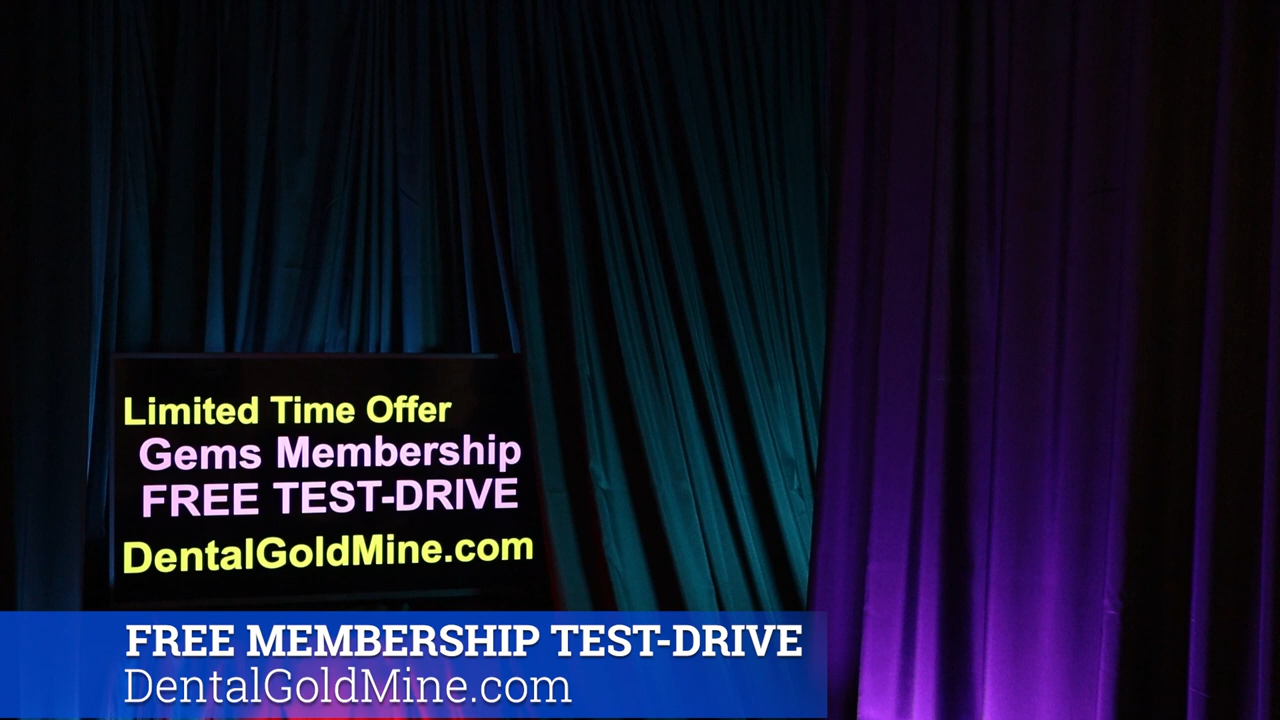 Limited Time Offer
Gems Membership
FREE TEST-DRIVE
DentalGoldMine.com
FREE MEMBERSHIP TEST-DRIVE
DentalGoldMine.com